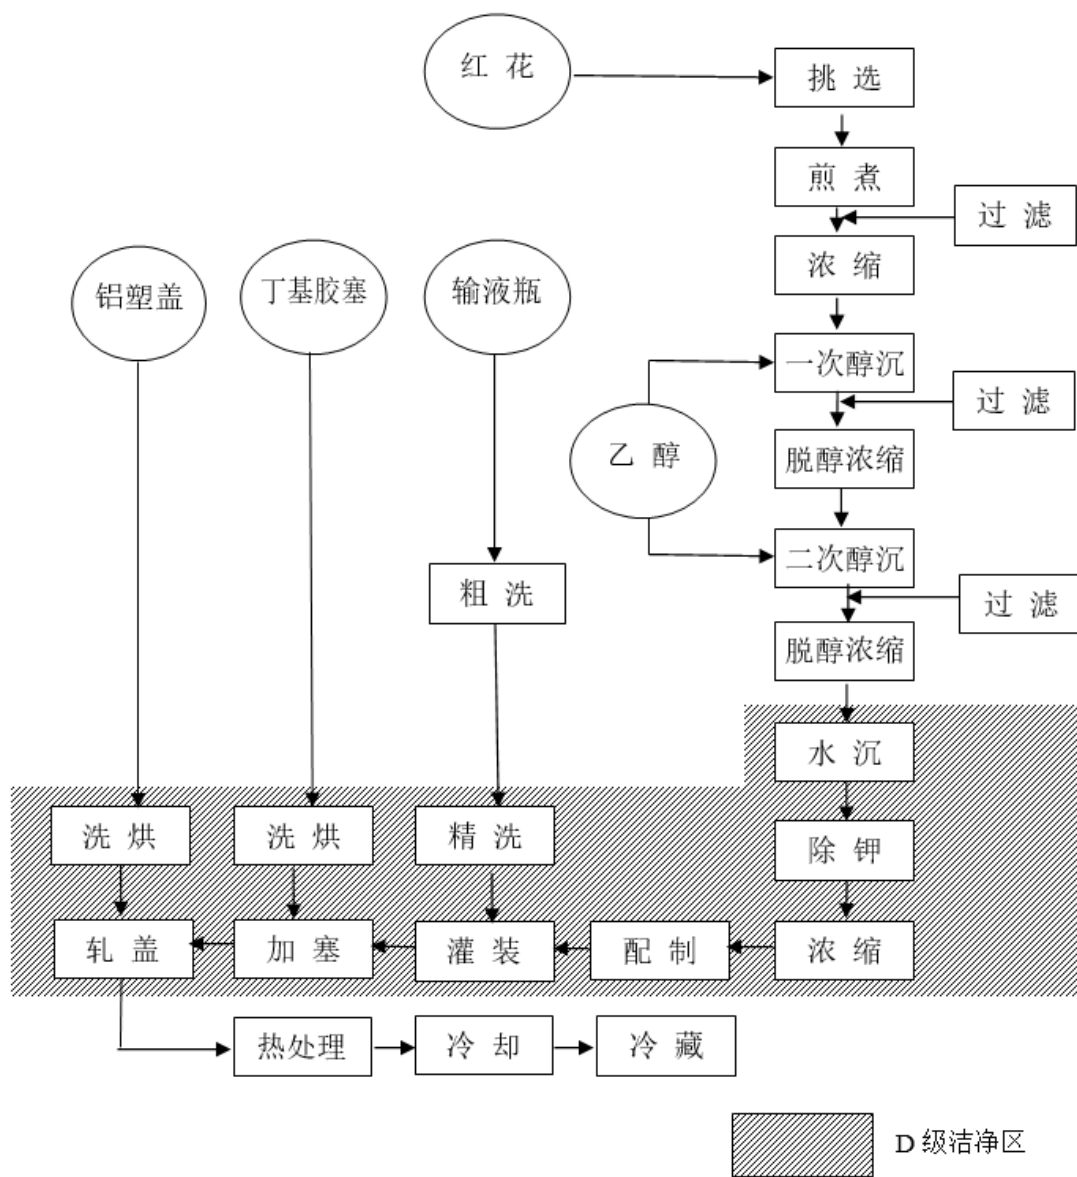 红 花
挑 选
煎 煮
过 滤
浓 缩
铝塑盖
丁基胶塞
输液瓶
一次醇沉
过 滤
乙 醇
脱醇浓缩
二次醇沉
粗 洗
过 滤
脱醇浓缩
水 沉
洗 烘
洗 烘
精 洗
除 钾
轧 盖
加 塞
灌 装
配 制
浓 缩
热处理
冷 却
冷 藏
D 级洁净区